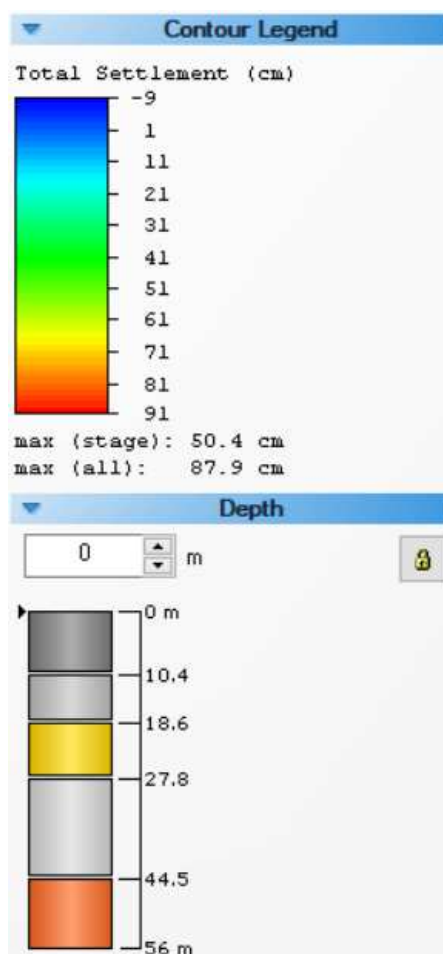 Contour Legend
Total Settlement (cm)
-9
1
11
21
31
41
51
61
71
81
91
max (stage): 50.4 cm
max (all): 87.9 cm
Depth
0 m
0 m
10.4
18.6
27.8
44.5
56 m